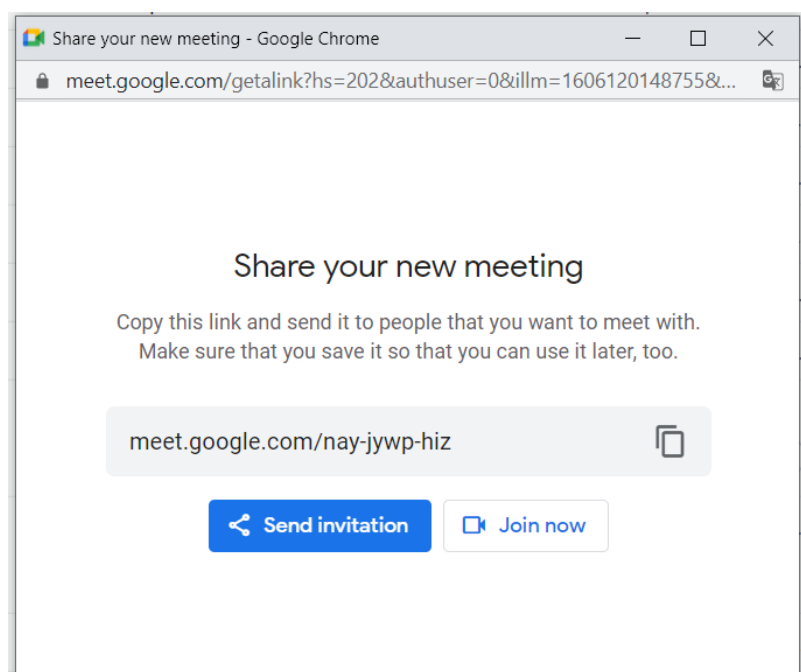 Share your new meeting - Google Chrome
meet.google.com/getalink?hs=202&authuser=0&illm=1606120148755&...
Share your new meeting
Copy this link and send it to people that you want to meet with.
Make sure that you save it so that you can use it later, too.
meet.google.com/nay-jywp-hiz
Send invitation Join now